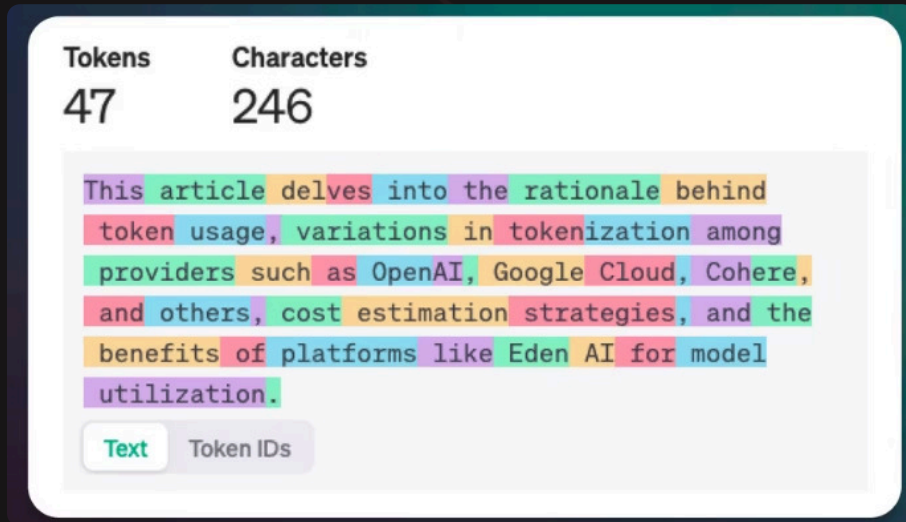 Tokens Characters
47 246
This article delves into the rationale behind
token usage, variations in tokenization among
providers such as OpenAI, Google Cloud, Cohere,
and others, cost estimation strategies, and the
benefits of platforms like Eden AI for model
utilization.
Text Token IDs